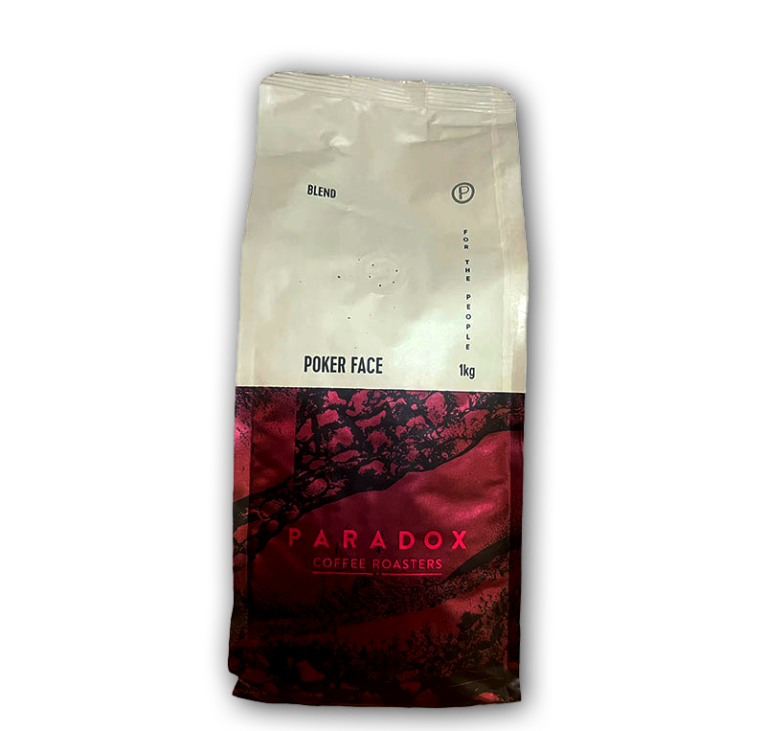 BLEND
P
FOR THE PEOPLE
POKER FACE
1kg
PARADOX
COFFEE ROASTERS